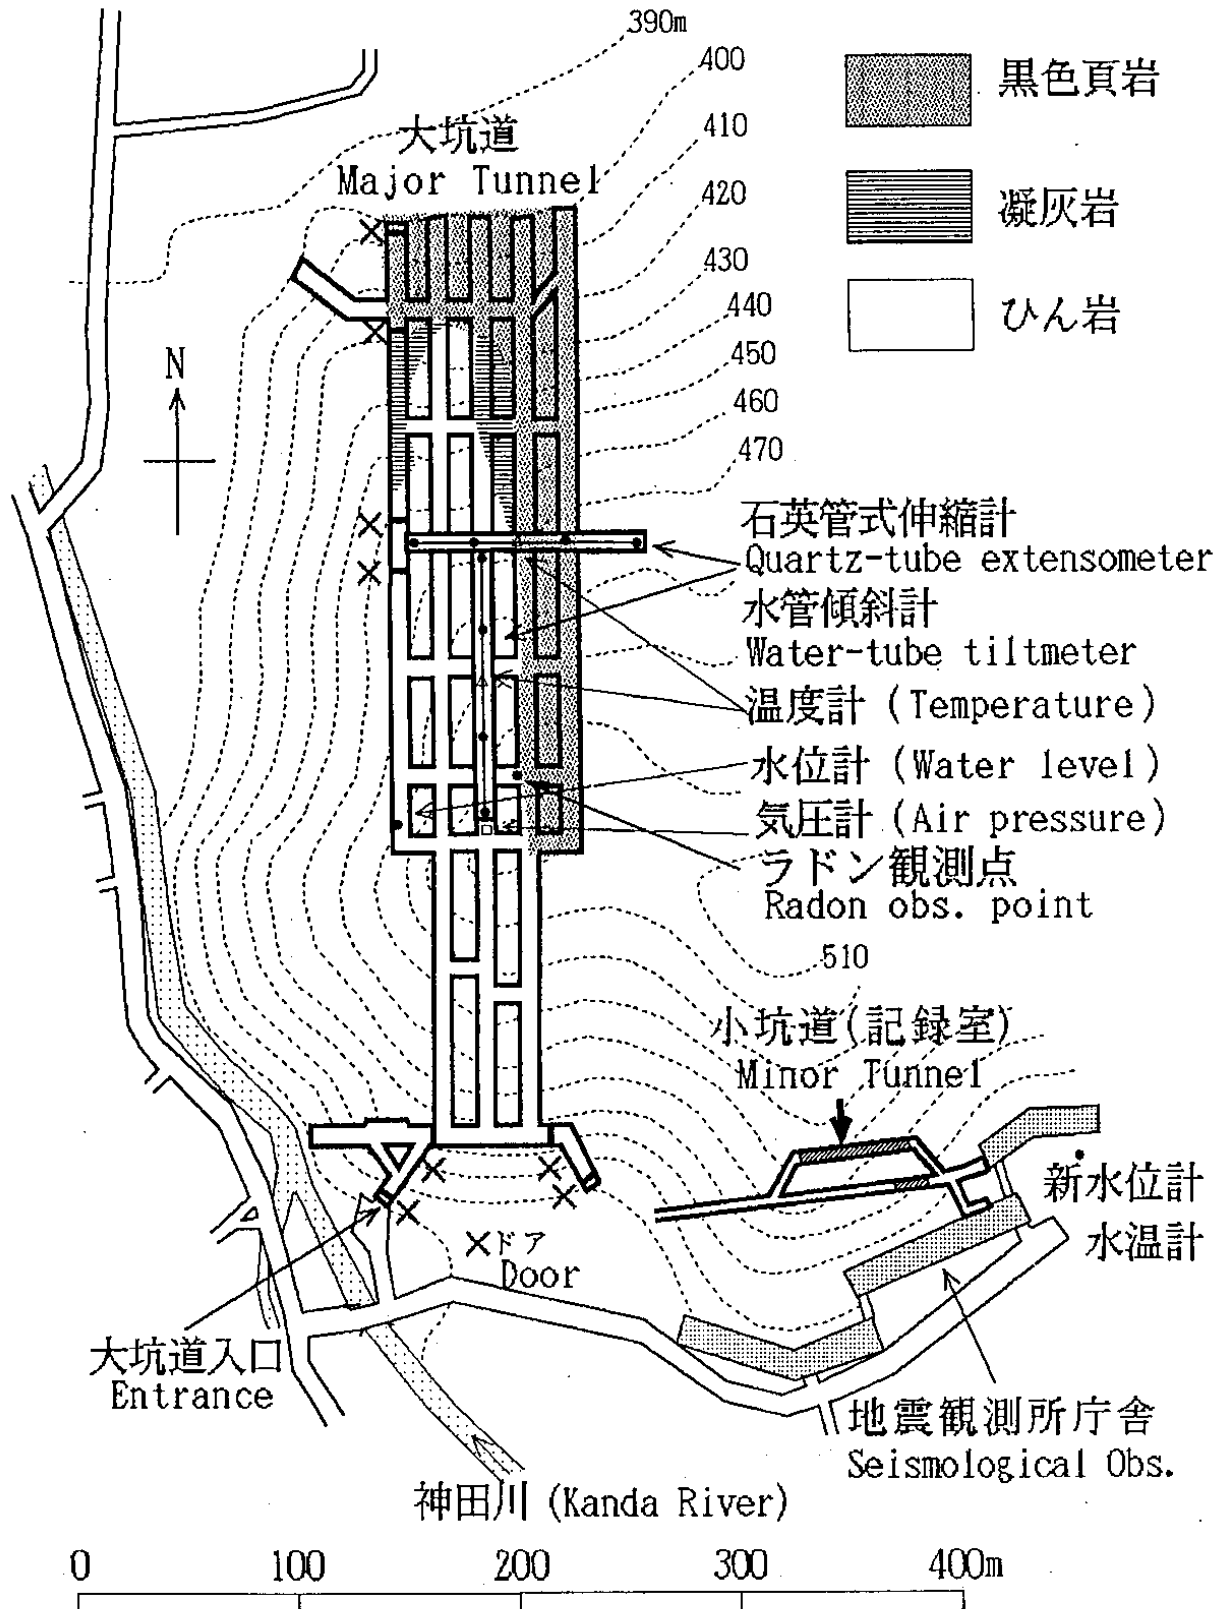 390m
400
410
420
430
440
450
460
470
510
黒色頁岩
凝灰岩
ひん岩
大坑道
Major Tunnel
N
石英管式伸縮計
Quartz-tube extensometer
水管傾斜計
Water-tube tiltmeter
温度計 (Temperature)
水位計 (Water level)
気圧計 (Air pressure)
ラドン観測点
Radon obs. point
小坑道(記録室)
Minor Tunnel
新水位計
水温計
×ドア
Door
大坑道入口
Entrance
地震観測所庁舎
Seismological Obs.
神田川 (Kanda River)
0 100 200 300 400m